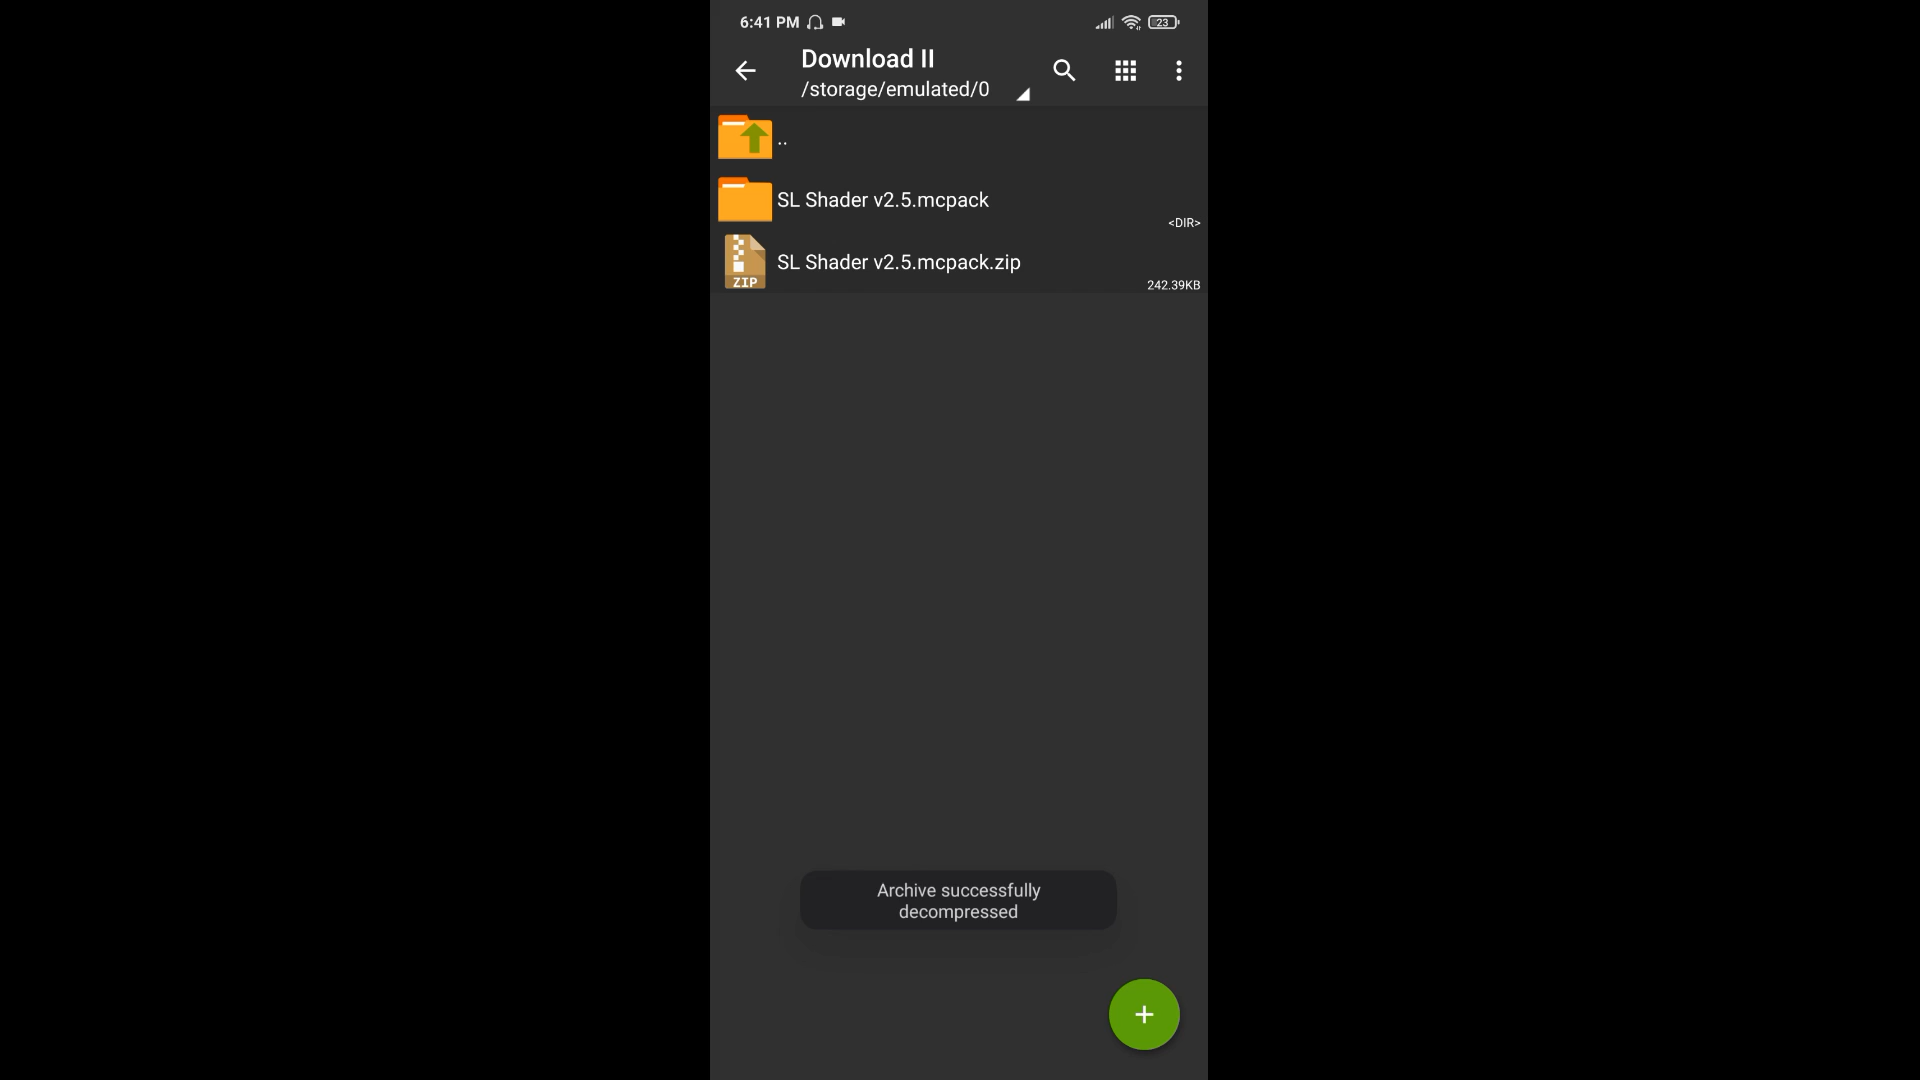 6:41 PM
23
Download II
/storage/emulated/0
..
SL Shader v2.5.mcpack
<DIR>
SL Shader v2.5.mcpack.zip
ZIP
242.39KB
Archive successfully
decompressed
+